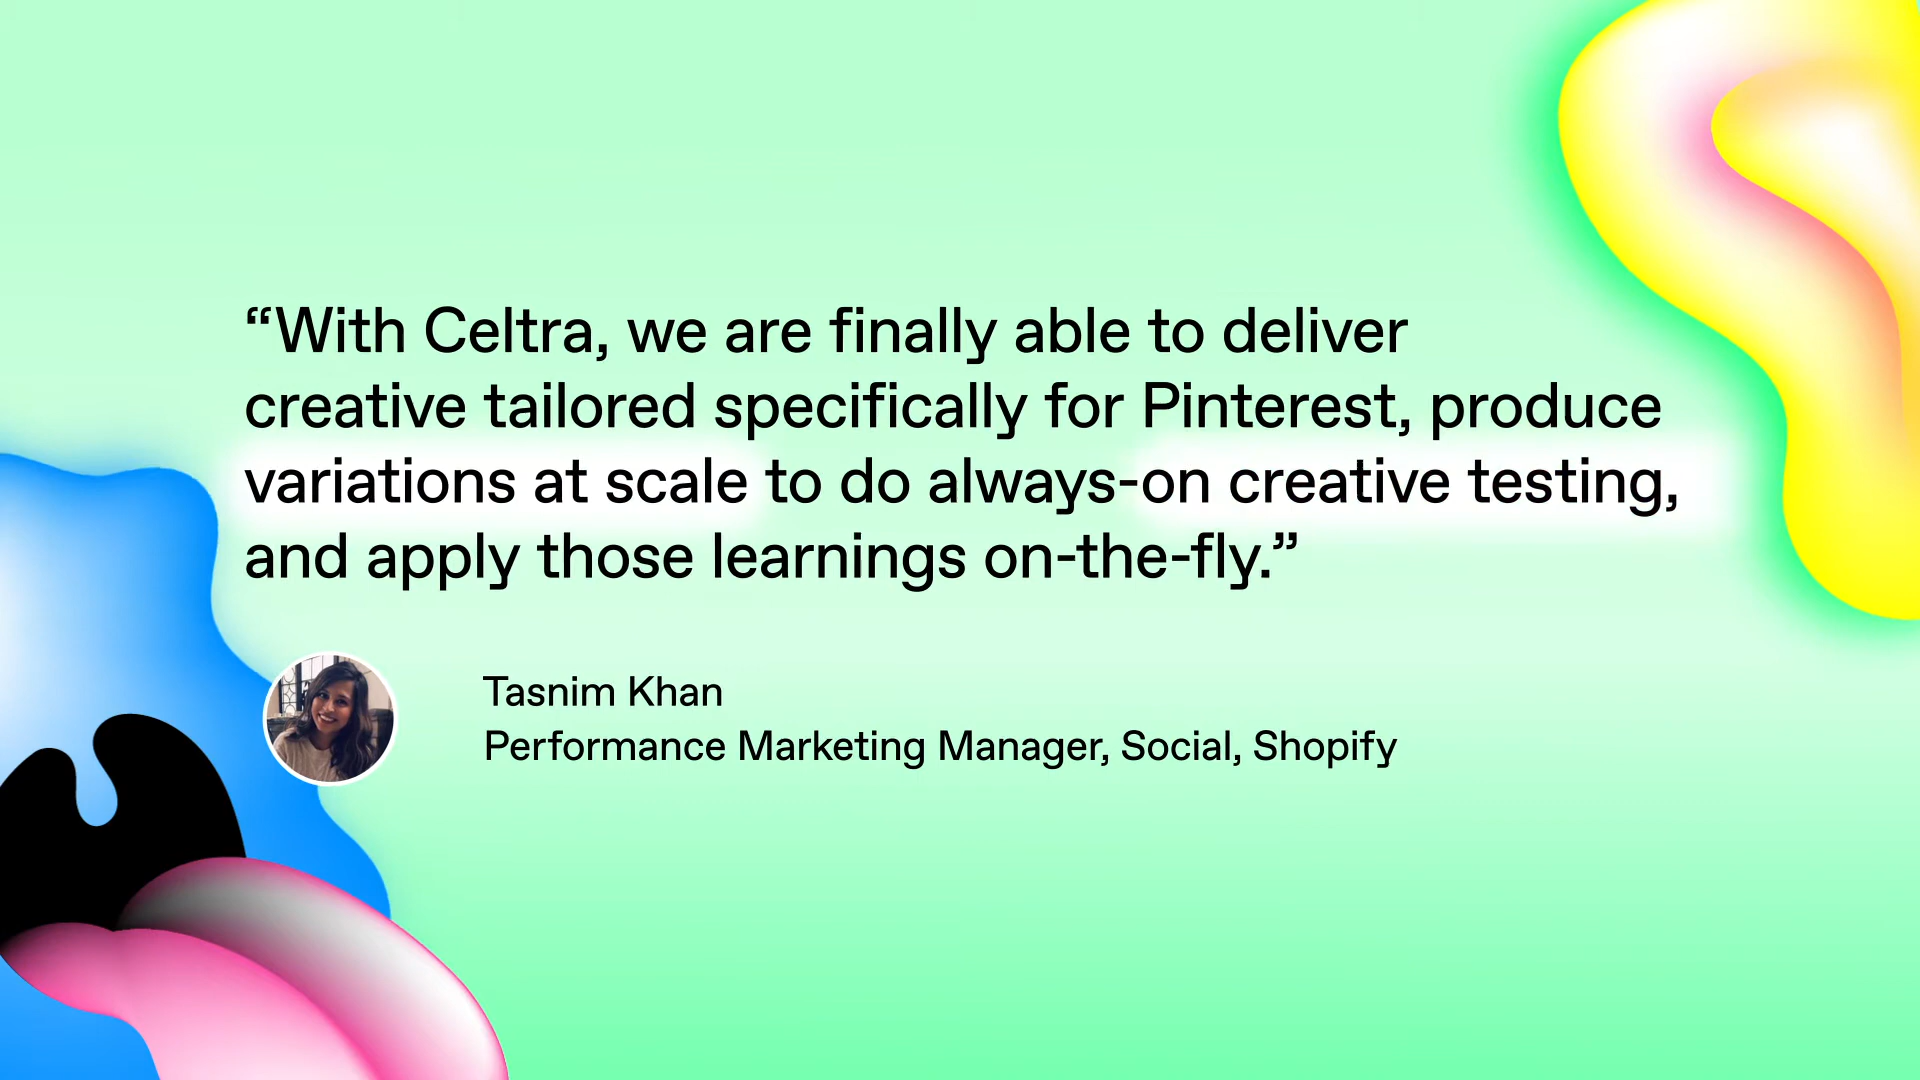 “With Celtra, we are finally able to deliver
creative tailored specifically for Pinterest, produce
variations at scale to do always-on creative testing,
and apply those learnings on-the-fly.”
Tasnim Khan
Performance Marketing Manager, Social, Shopify